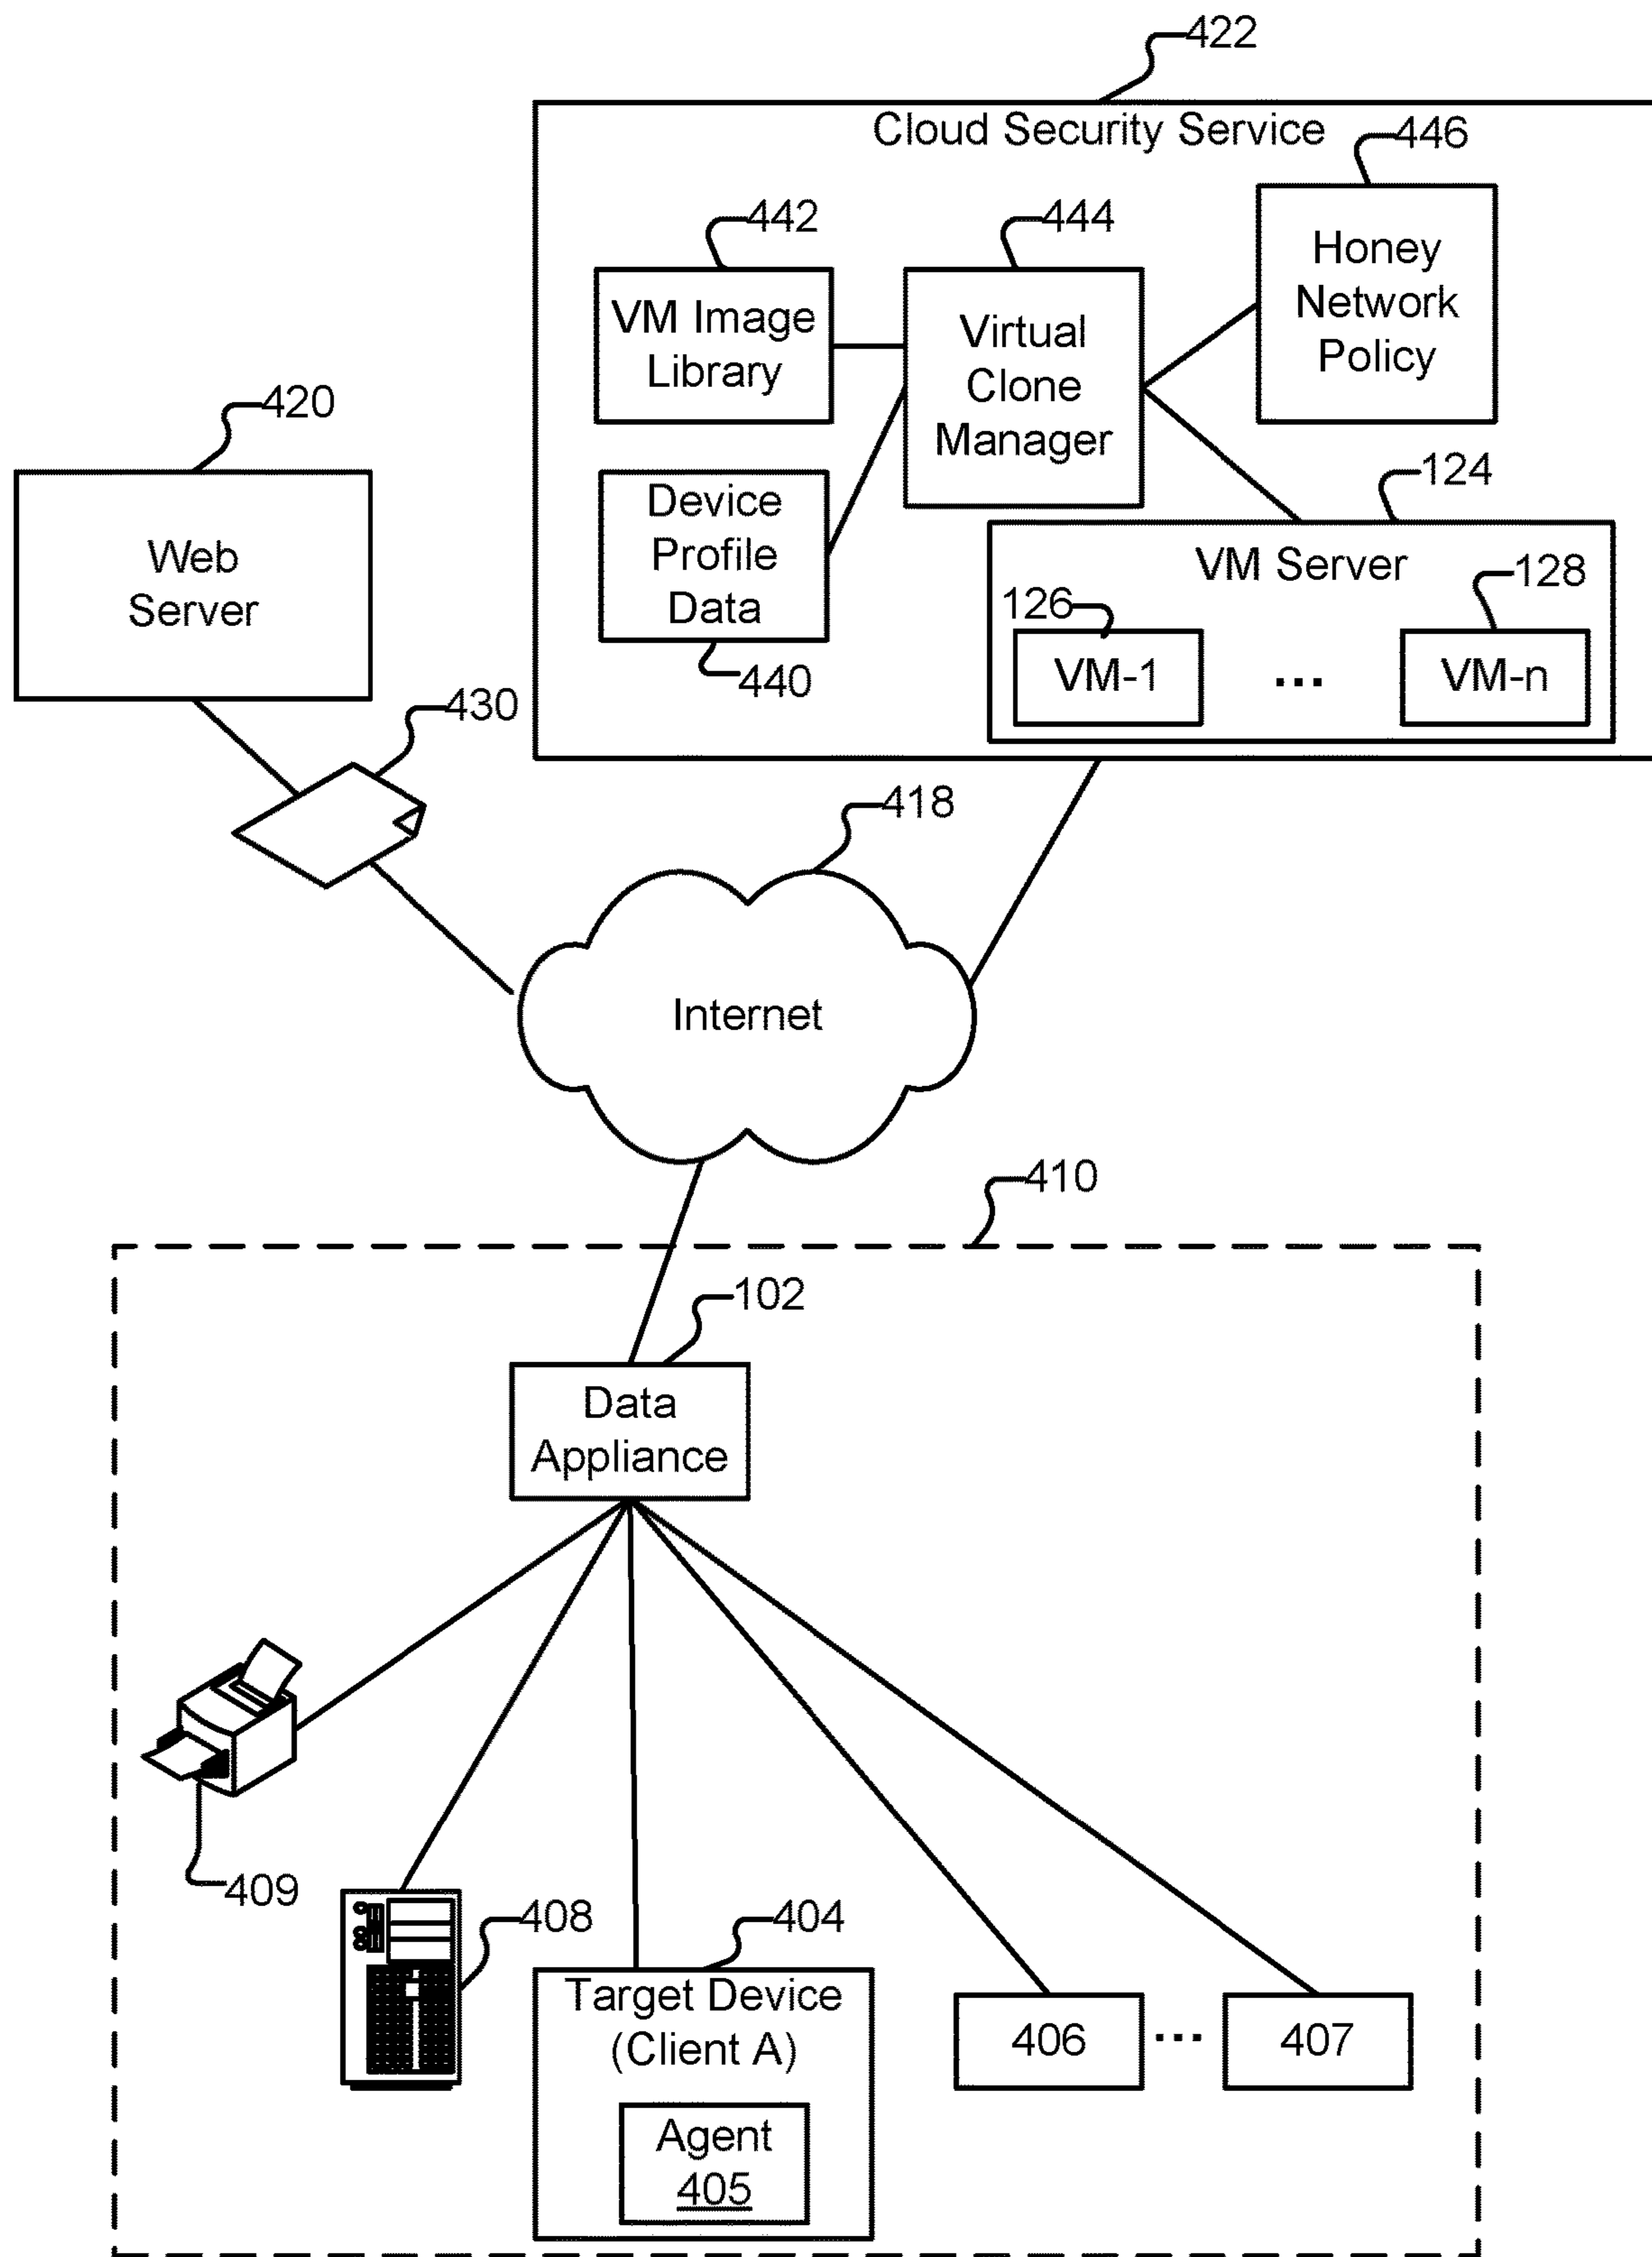 422
Cloud Security Service
446
442
444
Honey
Network
Policy
VM Image
Library
Virtual
Clone
Manager
420
124
Device
Profile
Data
Web
Server
VM Server
126
128
VM-1
...
VM-n
440
430
418
Internet
410
102
Data
Appliance
409
408
404
Target Device
(Client A)
406
...
407
Agent
405